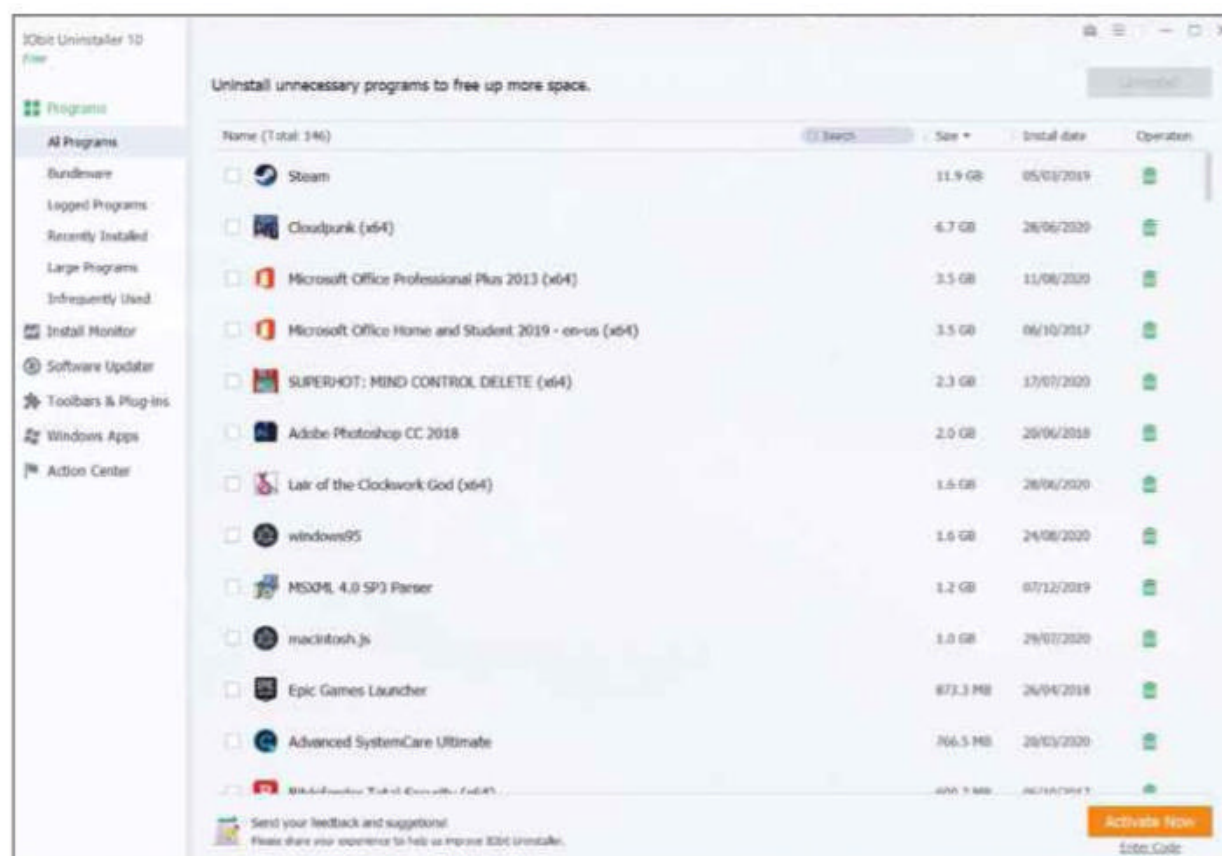 IObit Uninstaller 10
Free
Uninstall unnecessary programs to free up more space.
Uninstall
Programs
All Programs
Bundleware
Logged Programs
Recently Installed
Large Programs
Infrequently Used
Install Monitor
Software Updater
Toolbars & Plug-ins
Windows Apps
Action Center
Name (Total: 146) Search Size Install date Operation
Steam 11.9 GB 05/03/2019
Cloudpunk (x64) 6.7 GB 28/06/2020
Microsoft Office Professional Plus 2013 (x64) 3.5 GB 11/08/2020
Microsoft Office Home and Student 2019 - en-us (x64) 3.5 GB 06/10/2017
SUPERHOT: MIND CONTROL DELETE (x64) 2.3 GB 17/07/2020
Adobe Photoshop CC 2018 2.0 GB 20/06/2018
Lair of the Clockwork God (x64) 1.6 GB 28/06/2020
windows95 1.6 GB 24/08/2020
MSXML 4.0 SP3 Parser 1.2 GB 07/12/2019
macintosh.js 1.0 GB 29/07/2020
Epic Games Launcher 873.3 MB 26/04/2018
Advanced SystemCare Ultimate 766.5 MB 20/03/2020
Bitdefender Total Security (x64) 06/10/2017
Send your feedback and suggetions!
Please share your experience to help us improve IObit Uninstaller.
Activate Now
Enter Code